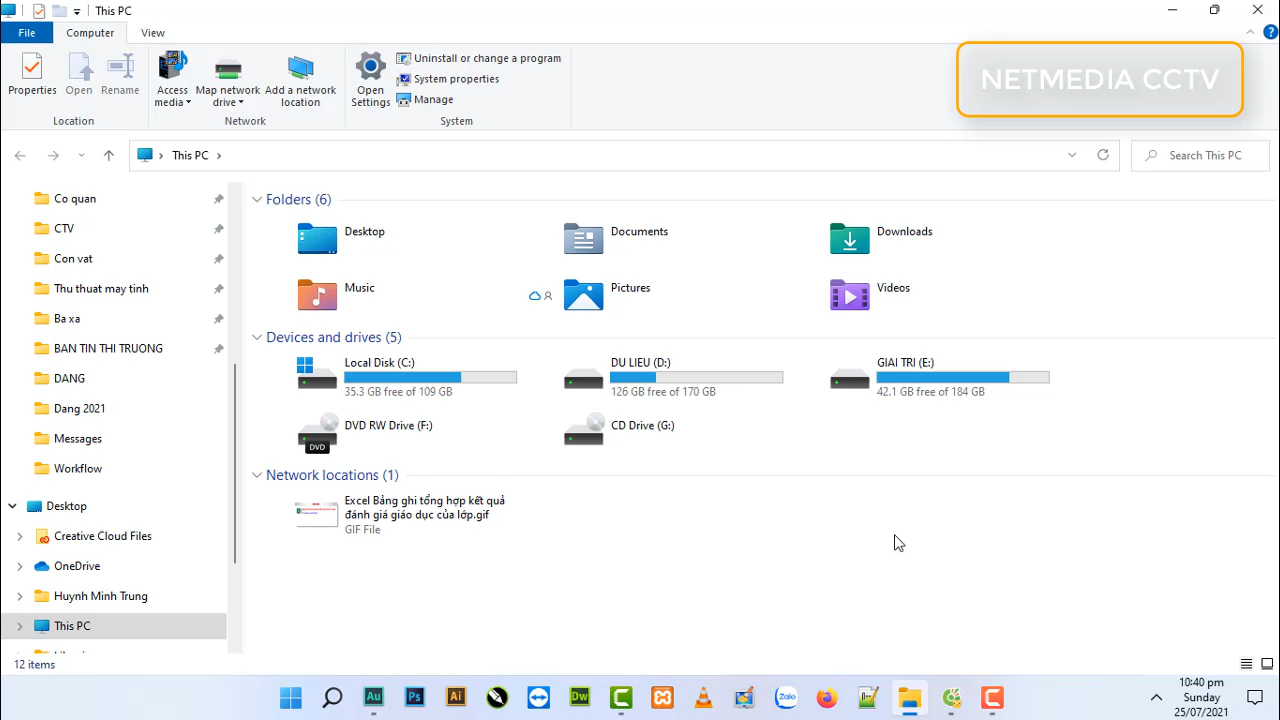 This PC
File
Computer
View
Properties
Open
Rename
Location
Access media
Map network drive
Add a network location
Network
Open Settings
Uninstall or change a program
System properties
Manage
System
NETMEDIA CCTV
This PC
Search This PC
Co quan
CTV
Con vat
Thu thuat may tinh
Ba xa
BAN TIN THI TRUONG
DANG
Dang 2021
Messages
Workflow
Desktop
Creative Cloud Files
OneDrive
Huynh Minh Trung
This PC
Folders (6)
Desktop
Documents
Downloads
Music
Pictures
Videos
Devices and drives (5)
Local Disk (C:)
35.3 GB free of 109 GB
DU LIEU (D:)
126 GB free of 170 GB
GIAI TRI (E:)
42.1 GB free of 184 GB
DVD RW Drive (F:)
DVD
CD Drive (G:)
Network locations (1)
Excel Bảng ghi tổng hợp kết quả
đánh giá giáo dục của lớp.gif
GIF File
12 items
Au
Ps
Ai
Dw
Zalo
10:40 pm
Sunday
25/07/2021